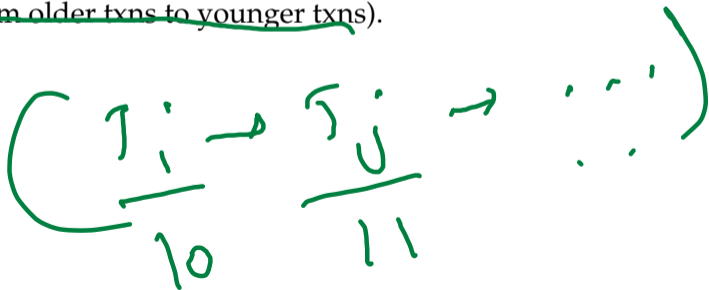 m older txns to younger txns).
( Ti → Tj → ... )
10 11